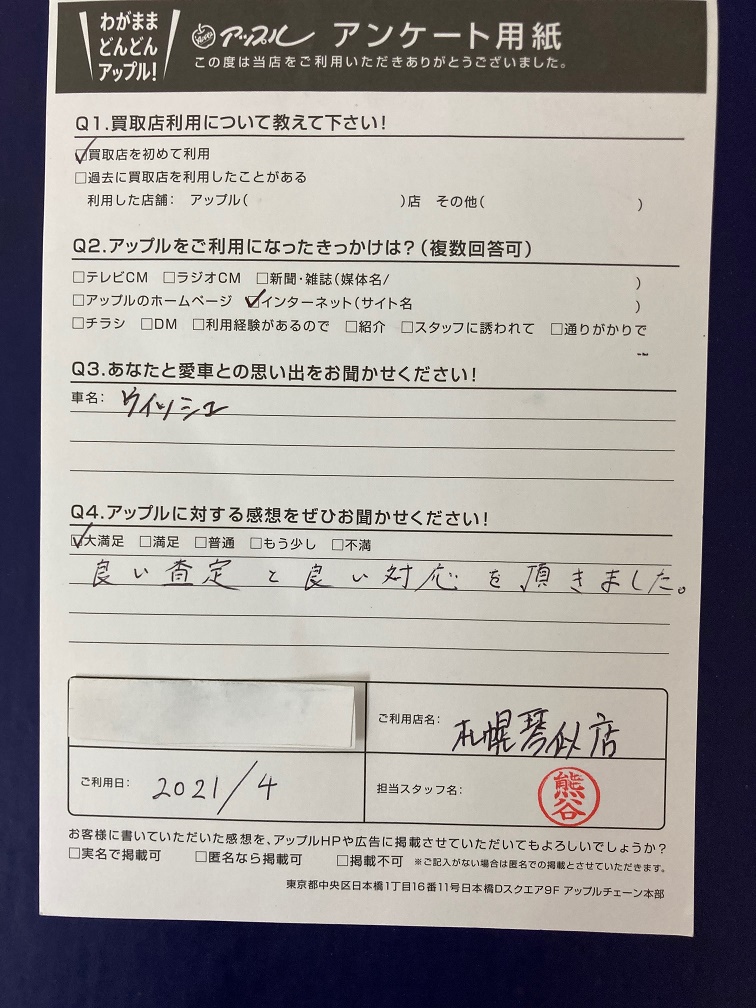 わがまま
どんどん
アップル！
アップル アンケート用紙
この度は当店をご利用いただきありがとうございました。
Q1.買取店利用について教えて下さい！
☑買取店を初めて利用
□過去に買取店を利用したことがある
利用した店舗： アップル( )店 その他( )
Q2.アップルをご利用になったきっかけは？(複数回答可)
□テレビCM □ラジオCM □新聞・雑誌(媒体名/ )
□アップルのホームページ ☑インターネット(サイト名 )
□チラシ □DM □利用経験があるので □紹介 □スタッフに誘われて □通りがかりで
Q3.あなたと愛車との思い出をお聞かせください！
車名： ウイッシュ
Q4.アップルに対する感想をぜひお聞かせください！
☑大満足 □満足 □普通 □もう少し □不満
良い査定と良い対応を頂きました。
ご利用店名： 札幌琴似店
ご利用日： 2021/4
担当スタッフ名： 熊谷
お客様に書いていただいた感想を、アップルHPや広告に掲載させていただいてもよろしいでしょうか？
□実名で掲載可 □匿名なら掲載可 □掲載不可 ※ご記入がない場合は匿名での掲載とさせていただきます。
東京都中央区日本橋1丁目16番11号日本橋Dスクエア9F アップルチェーン本部